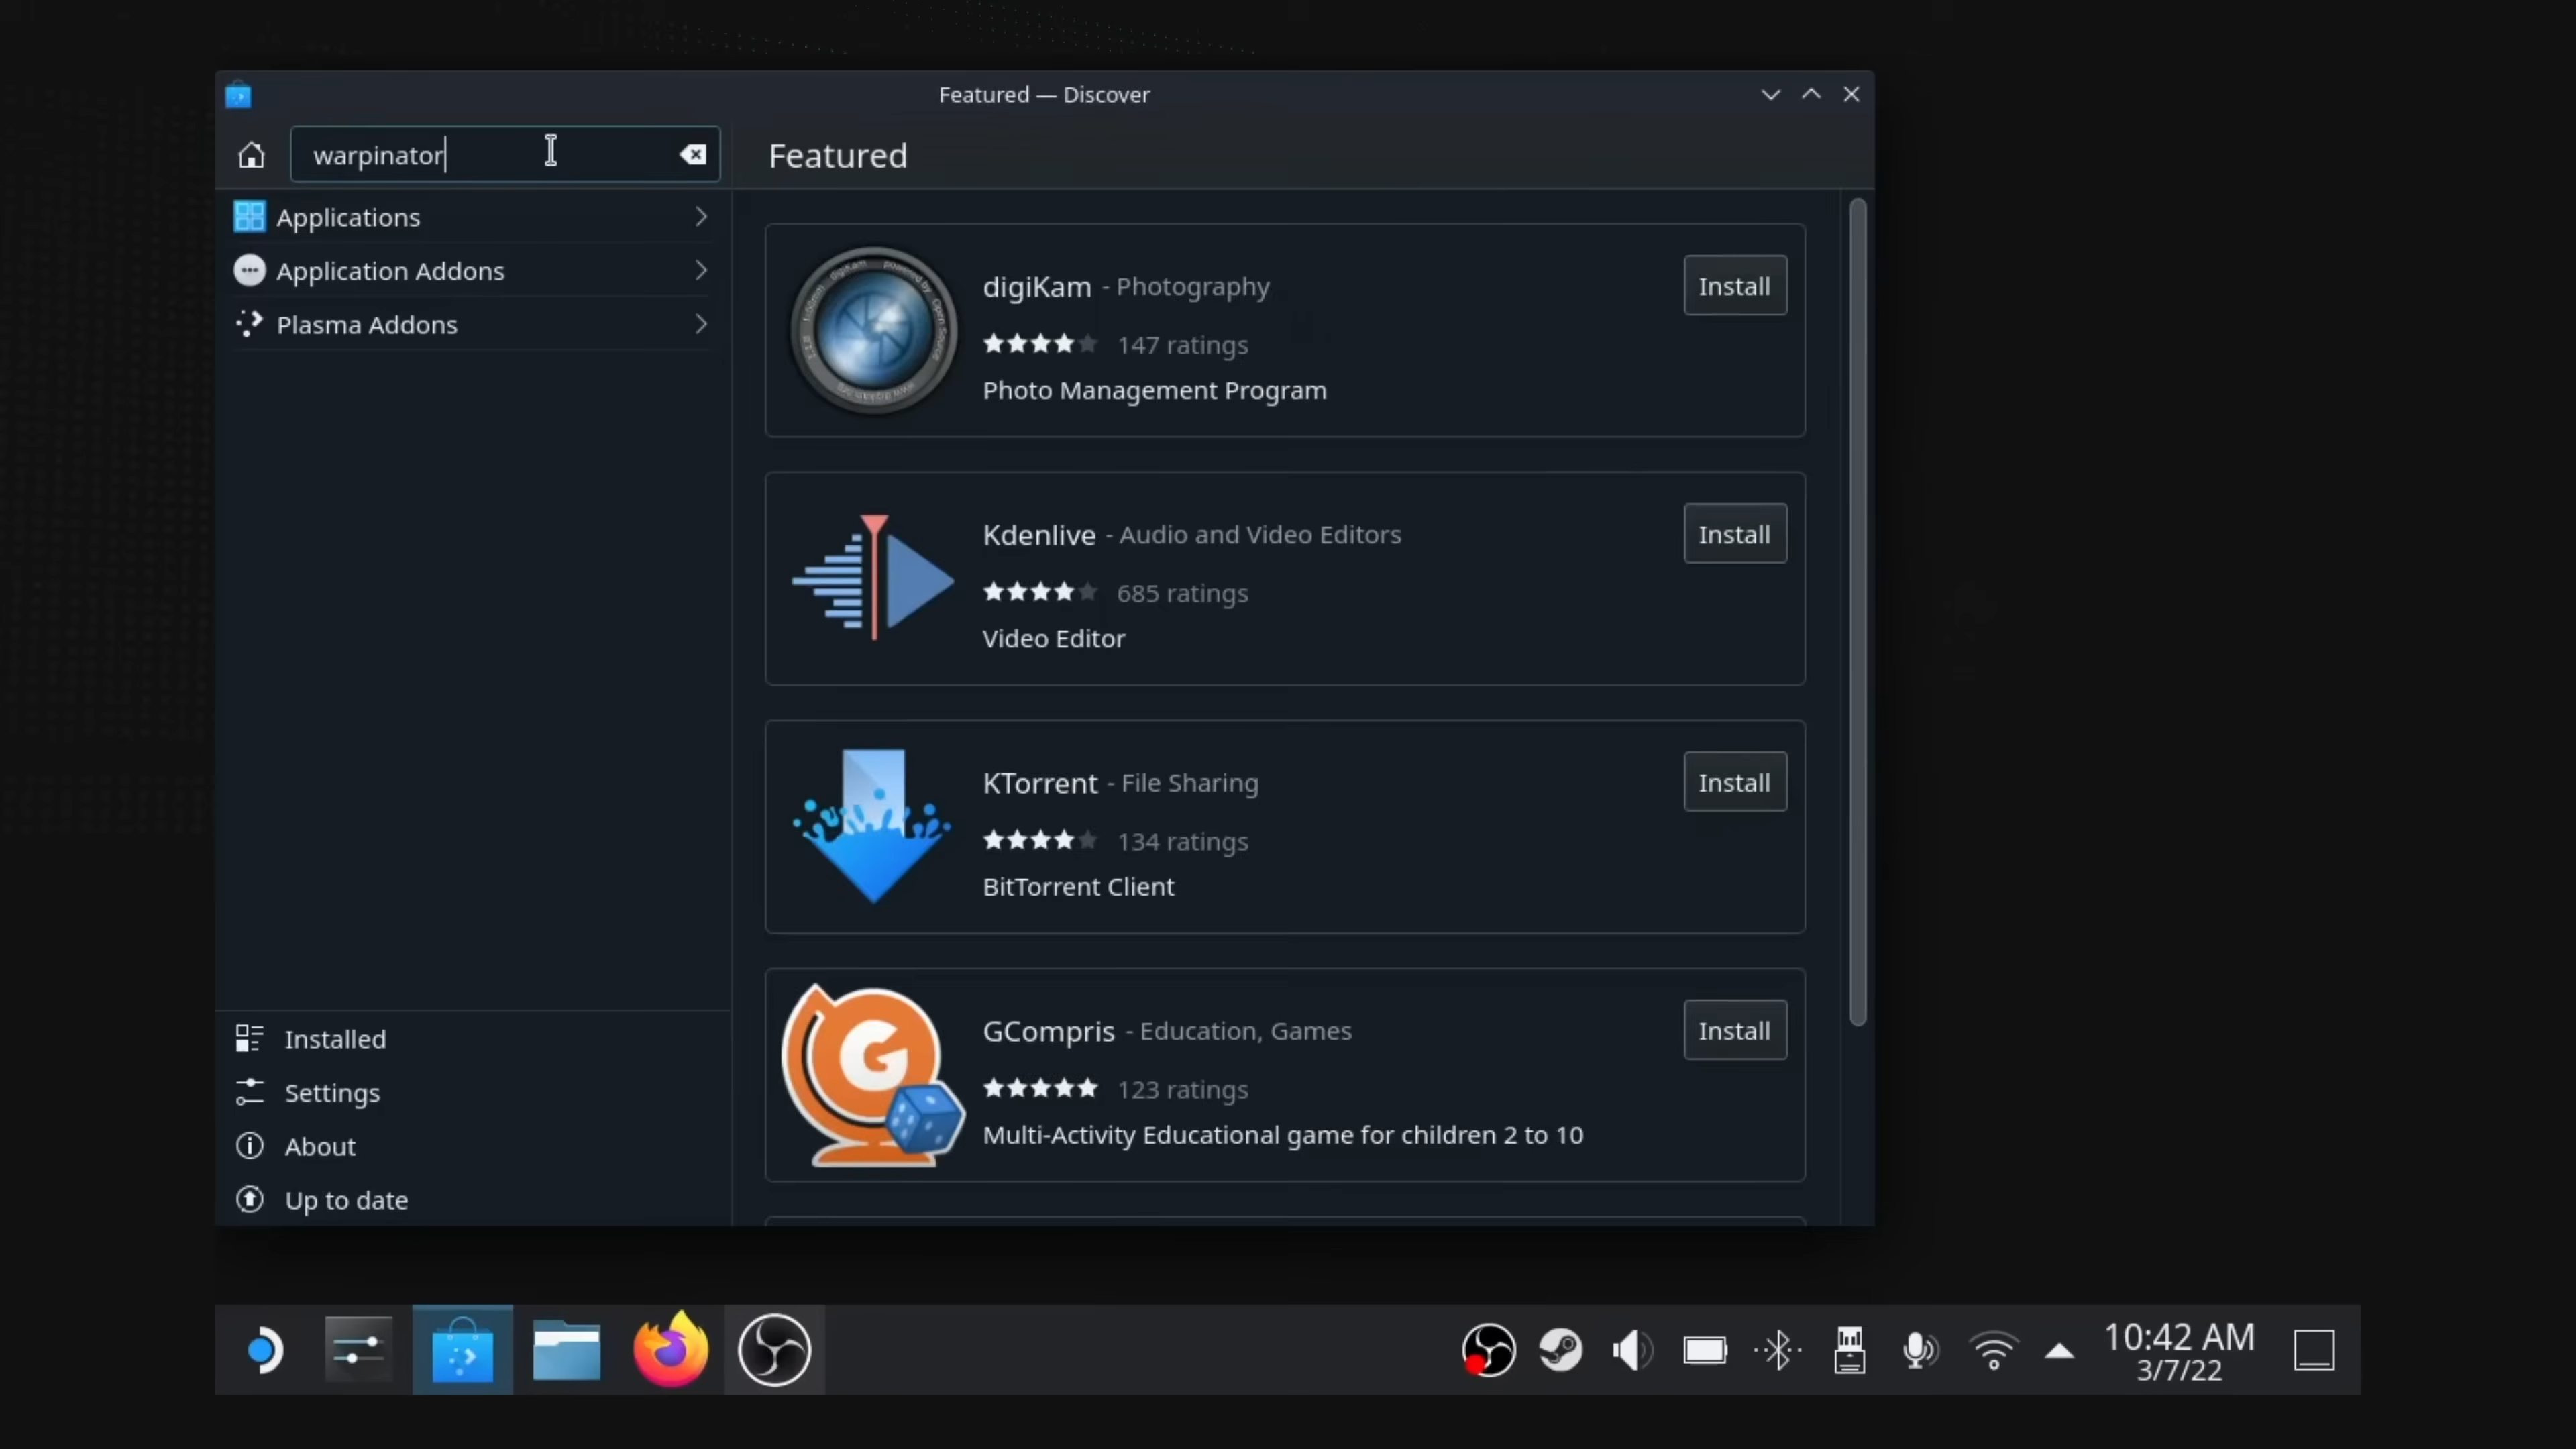 Featured — Discover
warpinator
Featured
Applications
Application Addons
Plasma Addons
digiKam - Photography
Install
147 ratings
Photo Management Program
Kdenlive - Audio and Video Editors
Install
685 ratings
Video Editor
KTorrent - File Sharing
Install
134 ratings
BitTorrent Client
GCompris - Education, Games
Install
123 ratings
Multi-Activity Educational game for children 2 to 10
Installed
Settings
About
Up to date
10:42 AM
3/7/22